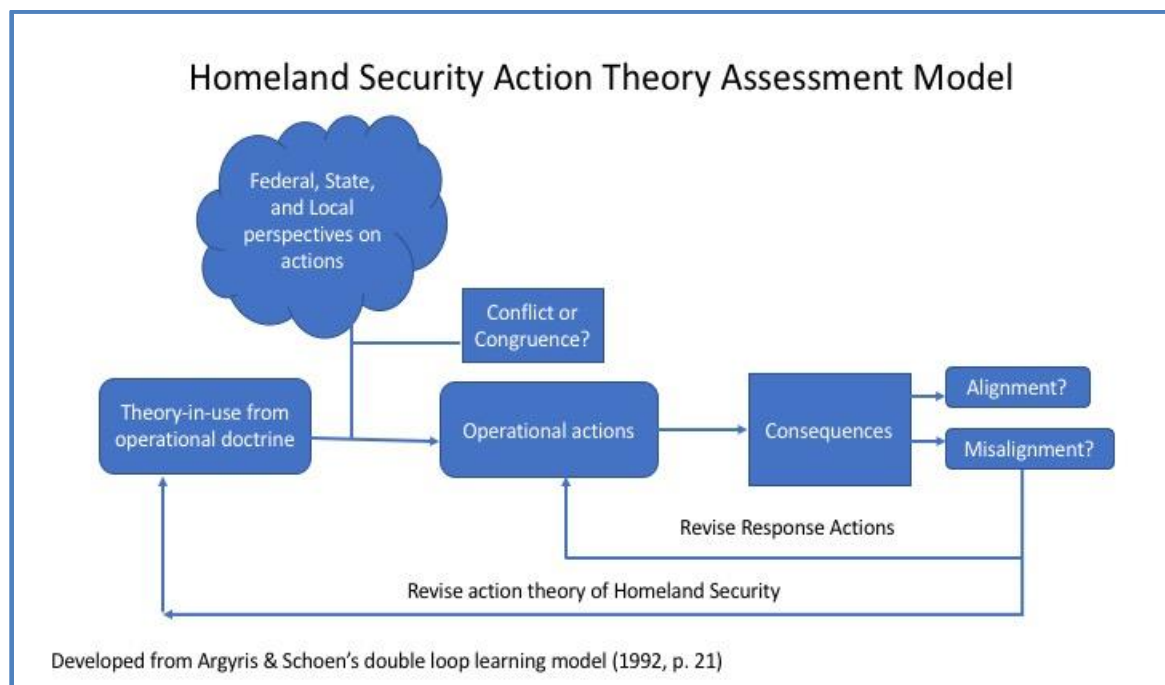 Homeland Security Action Theory Assessment Model
Federal, State,
and Local
perspectives on
actions
Conflict or
Congruence?
Theory-in-use from
operational doctrine
Operational actions
Consequences
Alignment?
Misalignment?
Revise Response Actions
Revise action theory of Homeland Security
Developed from Argyris & Schoen's double loop learning model (1992, p. 21)